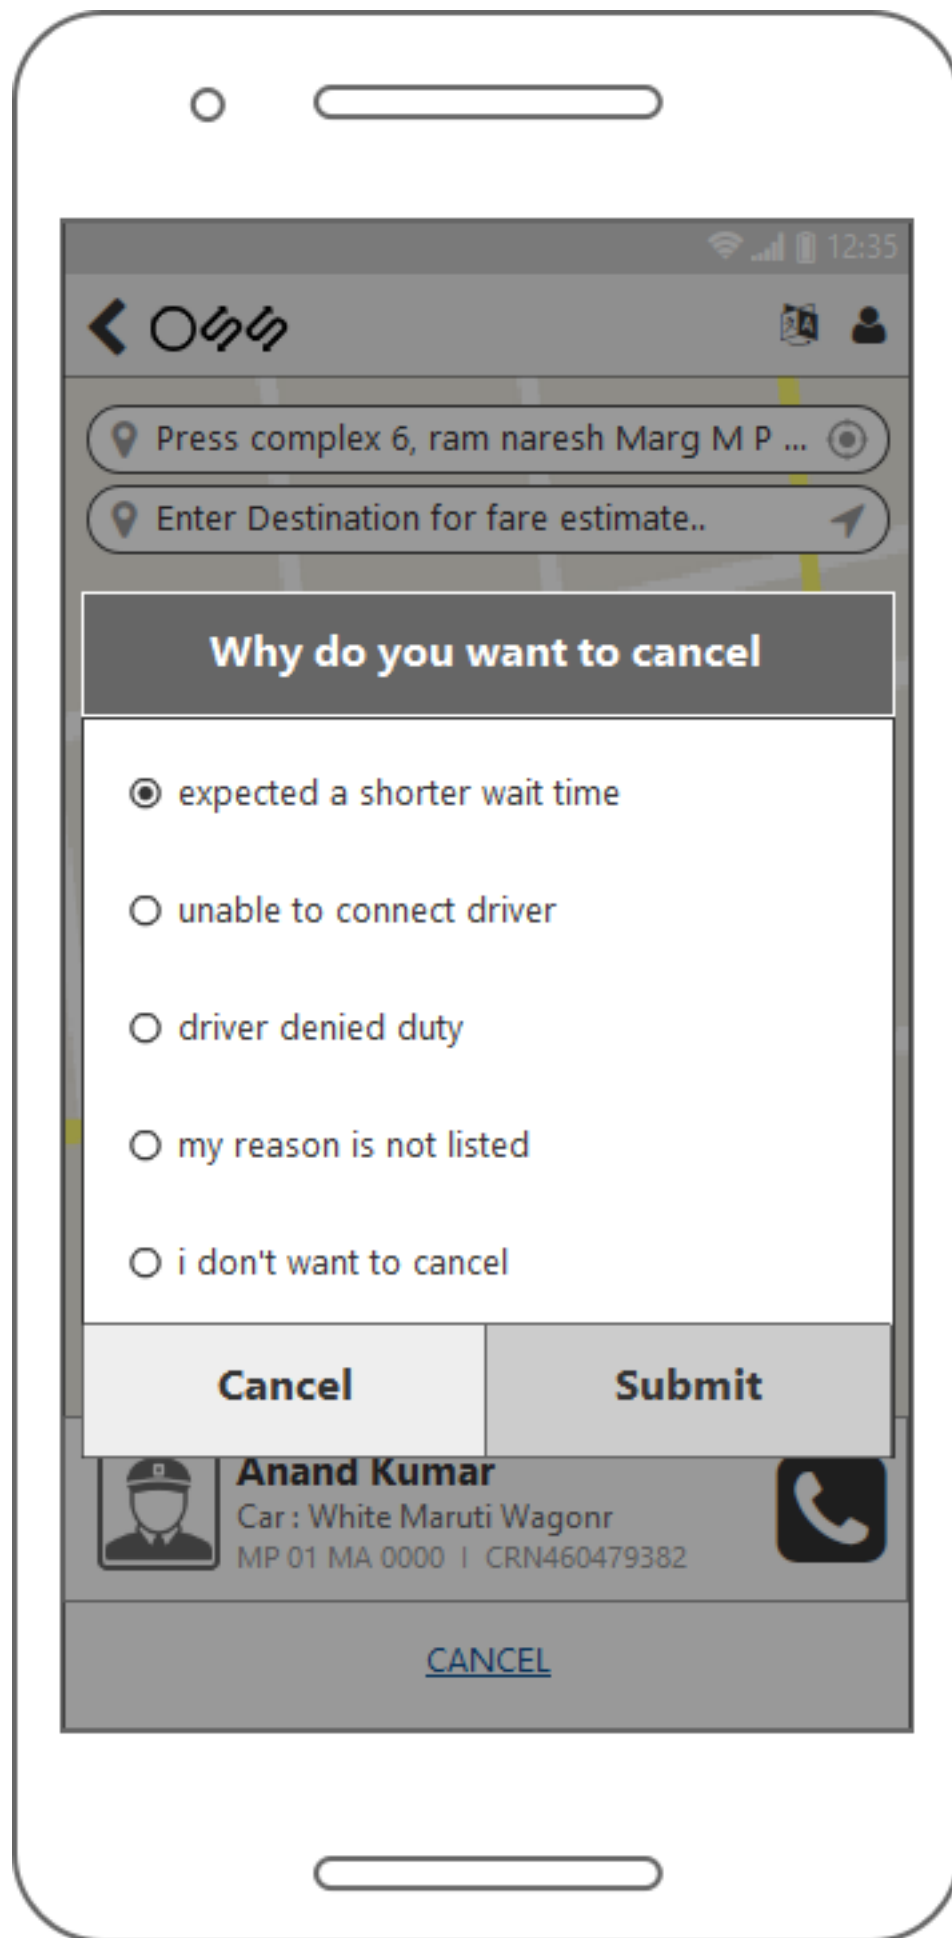 12:35
Press complex 6, ram naresh Marg M P ...
Enter Destination for fare estimate..
Why do you want to cancel
expected a shorter wait time
unable to connect driver
driver denied duty
my reason is not listed
i don't want to cancel
Cancel
Submit
Anand Kumar
Car : White Maruti Wagonr
MP 01 MA 0000 | CRN460479382
CANCEL